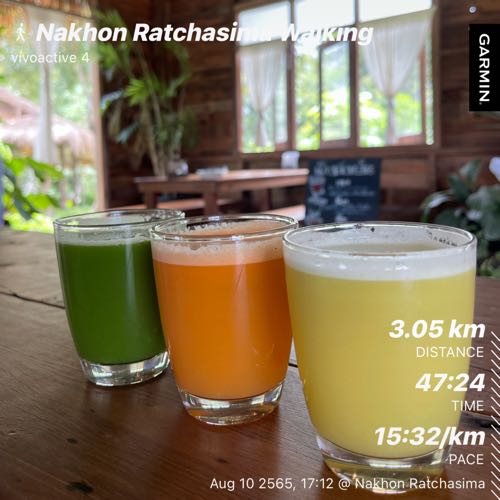 Nakhon Ratchasima Walking
vivoactive 4
GARMIN.
3.05 km
DISTANCE
47:24
TIME
15:32/km
PACE
Aug 10 2565, 17:12 @ Nakhon Ratchasima